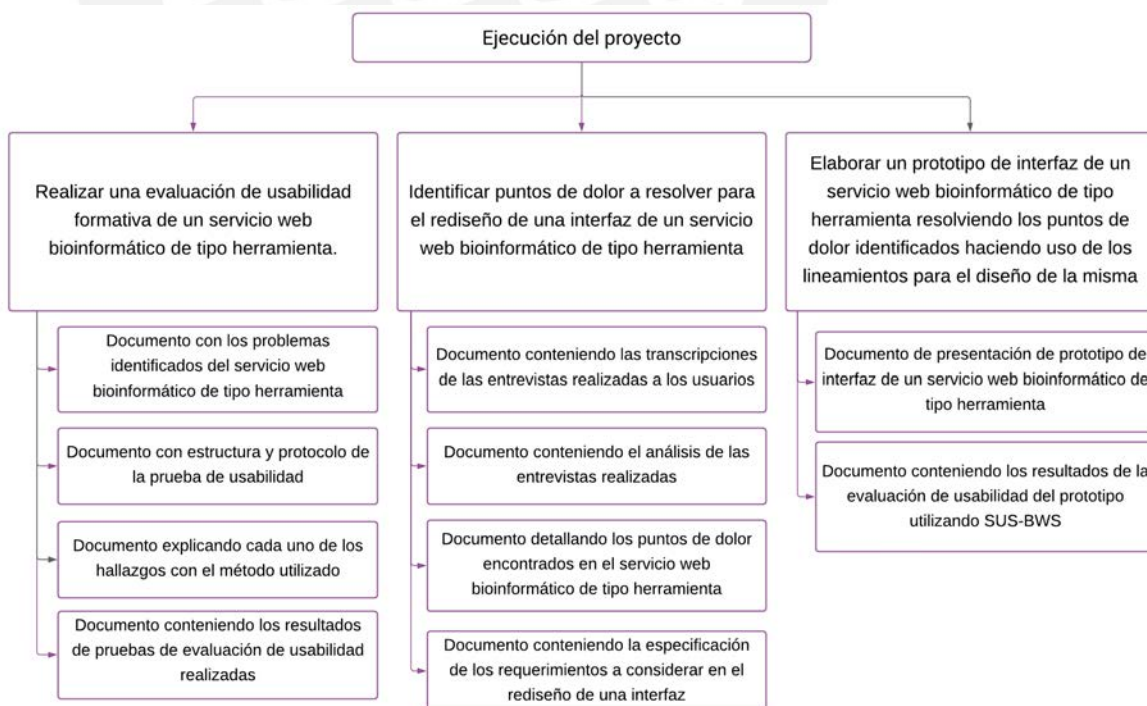 Ejecución del proyecto
Realizar una evaluación de usabilidad
formativa de un servicio web
bioinformático de tipo herramienta.
Documento con los problemas
identificados del servicio web
bioinformático de tipo herramienta
Documento con estructura y protocolo de
la prueba de usabilidad
Documento explicando cada uno de los
hallazgos con el método utilizado
Documento conteniendo los resultados
de pruebas de evaluación de usabilidad
realizadas
Identificar puntos de dolor a resolver para
el rediseño de una interfaz de un servicio
web bioinformático de tipo herramienta
Documento conteniendo las transcripciones
de las entrevistas realizadas a los usuarios
Documento conteniendo el análisis de las
entrevistas realizadas
Documento detallando los puntos de dolor
encontrados en el servicio web
bioinformático de tipo herramienta
Documento conteniendo la especificación
de los requerimientos a considerar en el
rediseño de una interfaz
Elaborar un prototipo de interfaz de un
servicio web bioinformático de tipo
herramienta resolviendo los puntos de
dolor identificados haciendo uso de los
lineamientos para el diseño de la misma
Documento de presentación de prototipo de
interfaz de un servicio web bioinformático de
tipo herramienta
Documento conteniendo los resultados de la
evaluación de usabilidad del prototipo
utilizando SUS-BWS